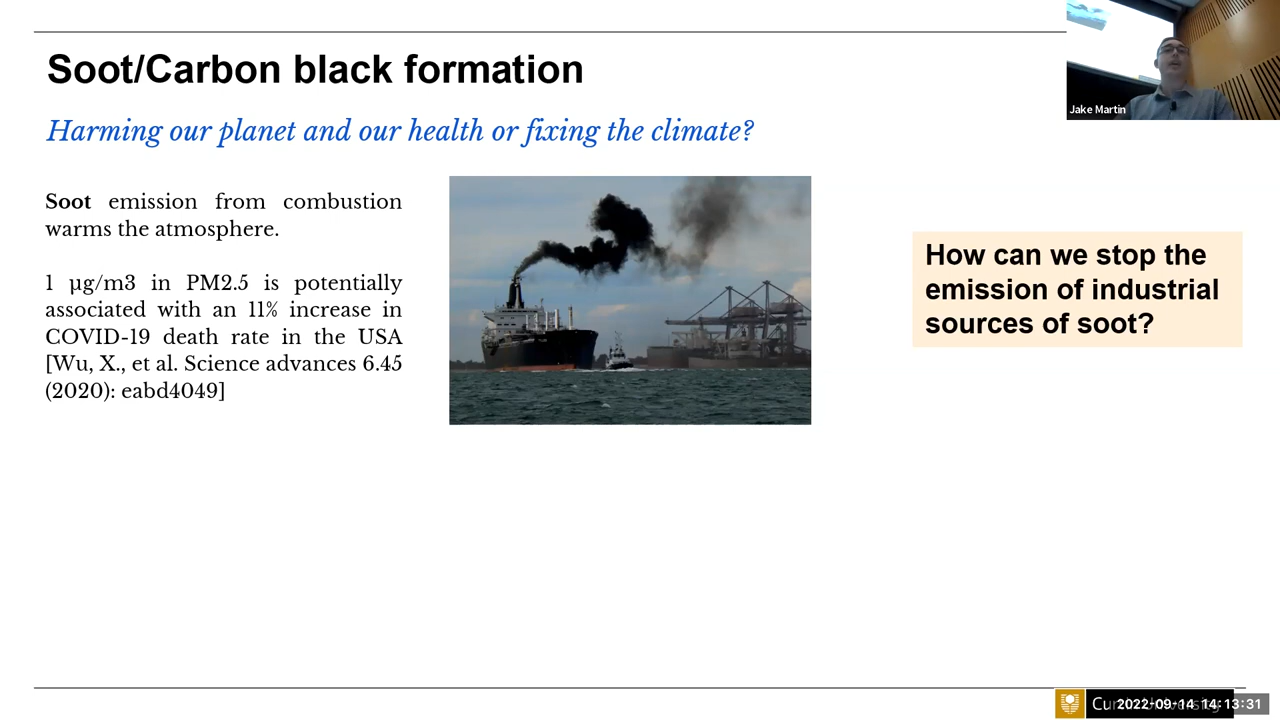 Soot/Carbon black formation
Harming our planet and our health or fixing the climate?
Jake Martin
Soot emission from combustion
warms the atmosphere.
1 µg/m3 in PM2.5 is potentially
associated with an 11% increase in
COVID-19 death rate in the USA
[Wu, X., et al. Science advances 6.45
(2020): eabd4049]
How can we stop the
emission of industrial
sources of soot?
2022-09-14 14:13:31